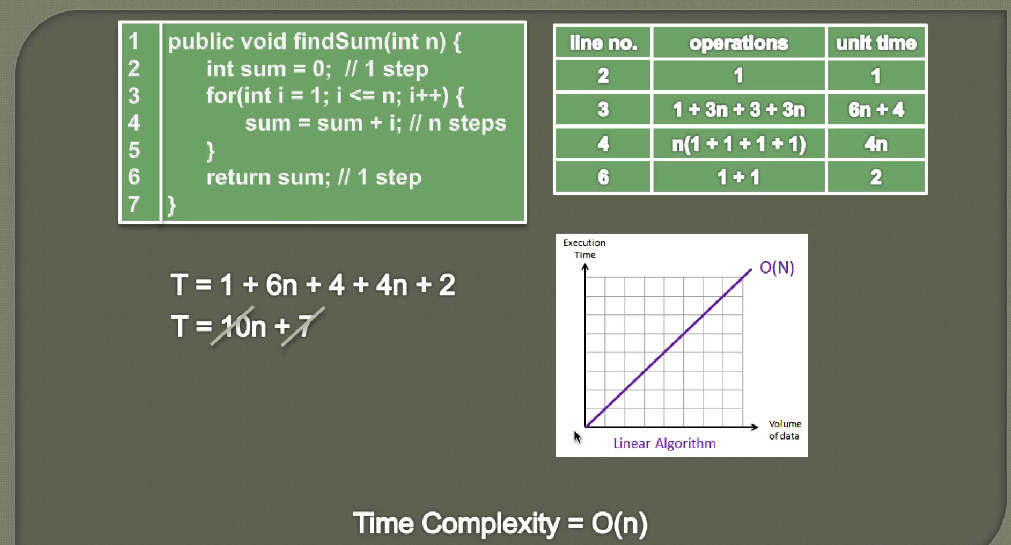 1 public void findSum(int n) {
2 int sum = 0; // 1 step
3 for(int i = 1; i <= n; i++) {
4 sum = sum + i; // n steps
5 }
6 return sum; // 1 step
7 }
line no. operations unit time
2 1 1
3 1 + 3n + 3 + 3n 6n + 4
4 n(1 + 1 + 1 + 1) 4n
6 1 + 1 2
T = 1 + 6n + 4 + 4n + 2
T = 10n + 7
Execution
Time
O(N)
Volume
of data
Linear Algorithm
Time Complexity = O(n)